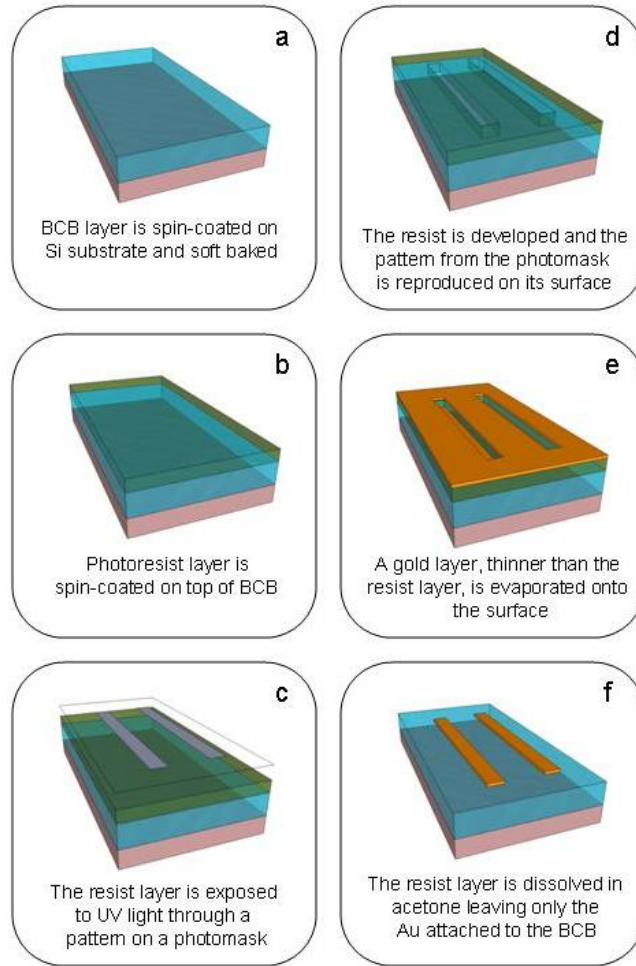 a
BCB layer is spin-coated on
Si substrate and soft baked
b
Photoresist layer is
spin-coated on top of BCB
c
The resist layer is exposed
to UV light through a
pattern on a photomask
d
The resist is developed and the
pattern from the photomask
is reproduced on its surface
e
A gold layer, thinner than the
resist layer, is evaporated onto
the surface
f
The resist layer is dissolved in
acetone leaving only the
Au attached to the BCB